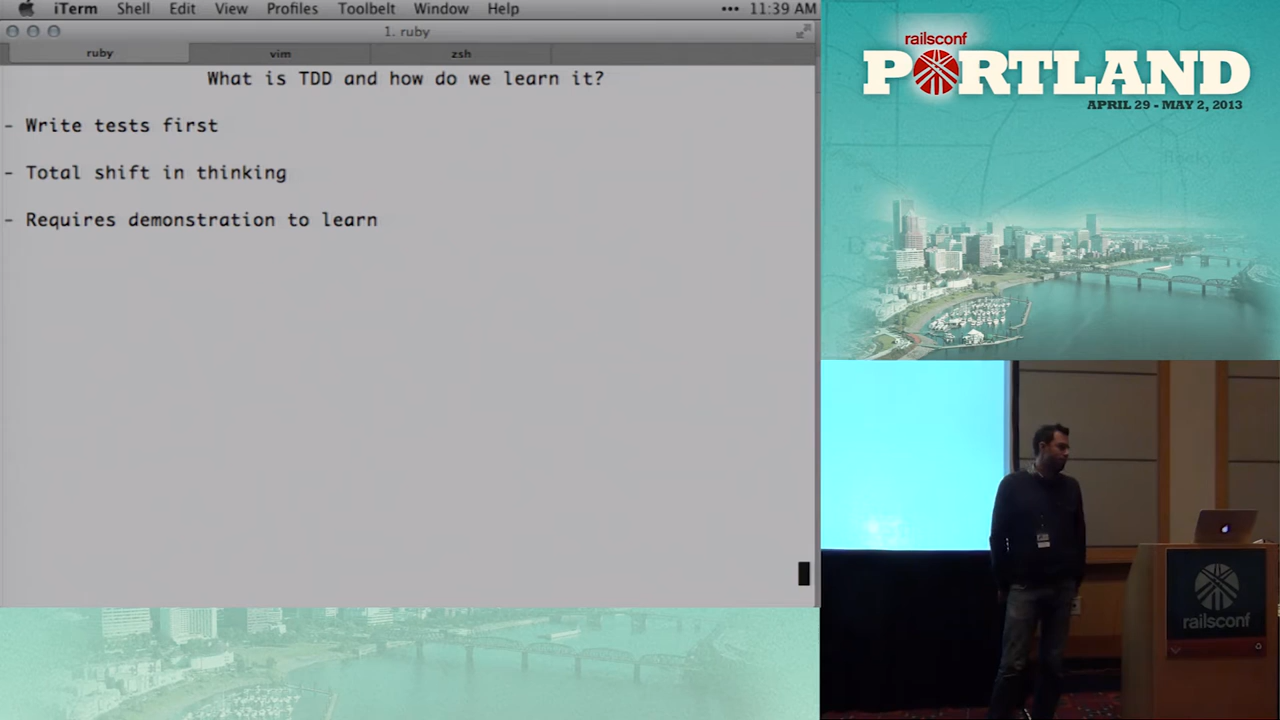 iTerm Shell Edit View Profiles Toolbelt Window Help ••• 11:39 AM
1. ruby
ruby vim zsh
What is TDD and how do we learn it?
- Write tests first
- Total shift in thinking
- Requires demonstration to learn
railsconf
PORTLAND
APRIL 29 - MAY 2, 2013
railsconf